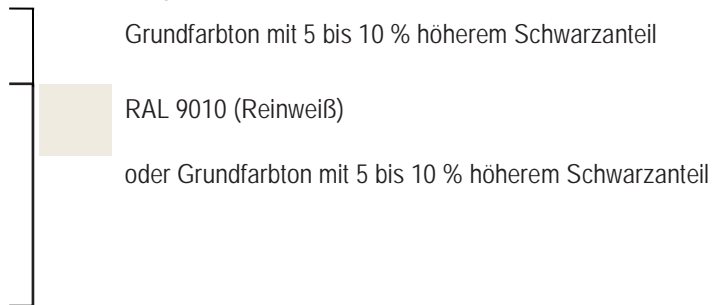 Grundfarbton mit 5 bis 10 % höherem Schwarzanteil
RAL 9010 (Reinweiß)
oder Grundfarbton mit 5 bis 10 % höherem Schwarzanteil